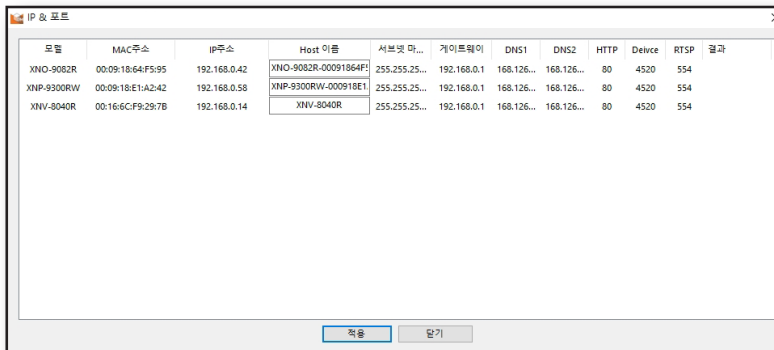 IP & 포트
모델 MAC주소 IP주소 Host 이름 서브넷 마... 게이트웨이 DNS1 DNS2 HTTP Deivce RTSP 결과
XNO-9082R 00:09:18:64:F5:95 192.168.0.42 XNO-9082R-00091864F5 255.255.25... 192.168.0.1 168.126... 168.126... 80 4520 554
XNP-9300RW 00:09:18:E1:A2:42 192.168.0.58 XNP-9300RW-000918E1. 255.255.25... 192.168.0.1 168.126... 168.126... 80 4520 554
XNV-8040R 00:16:6C:F9:29:7B 192.168.0.14 XNV-8040R 255.255.25... 192.168.0.1 168.126... 168.126... 80 4520 554
적용 닫기